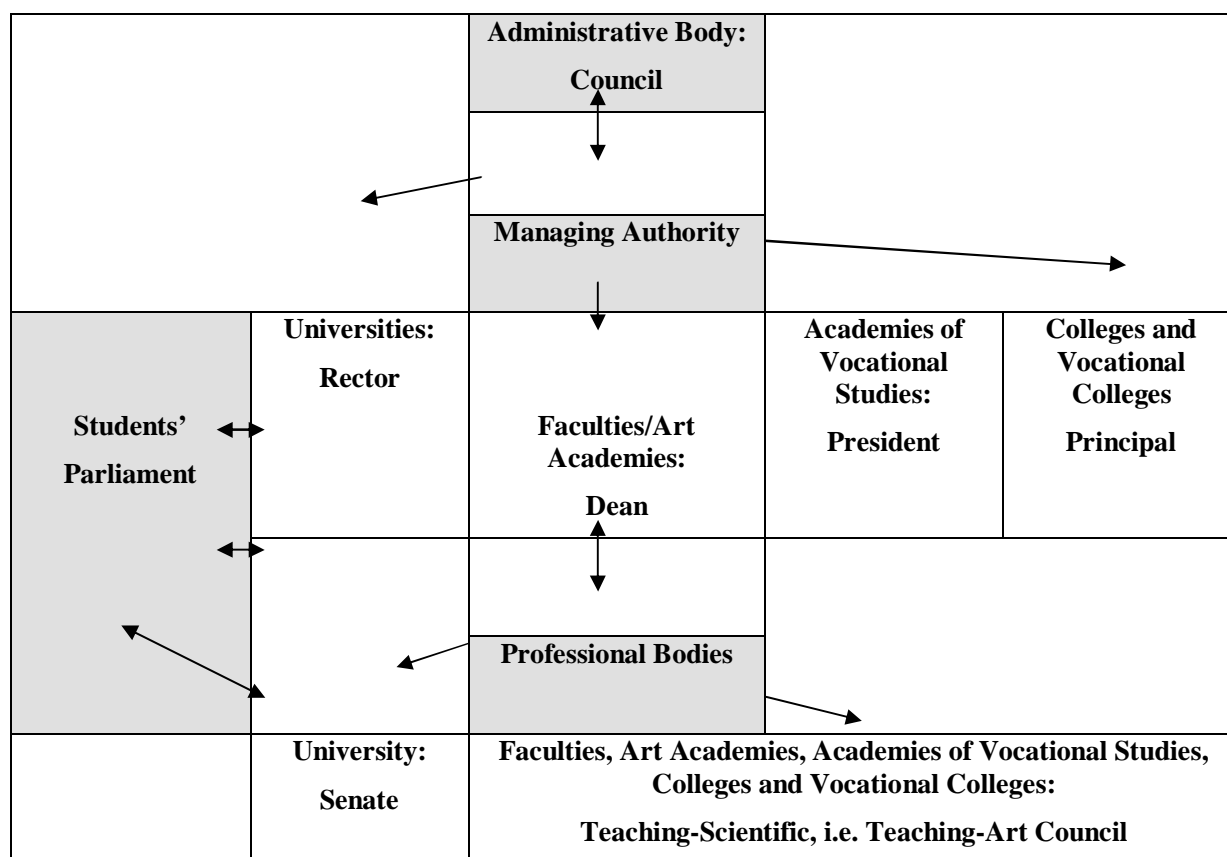 Administrative Body:
Council
Managing Authority
Universities:
Rector
Academies of
Vocational
Studies:
President
Colleges and
Vocational
Colleges
Principal
Students’
Parliament
Faculties/Art
Academies:
Dean
Professional Bodies
University:
Senate
Faculties, Art Academies, Academies of Vocational Studies,
Colleges and Vocational Colleges:
Teaching-Scientific, i.e. Teaching-Art Council